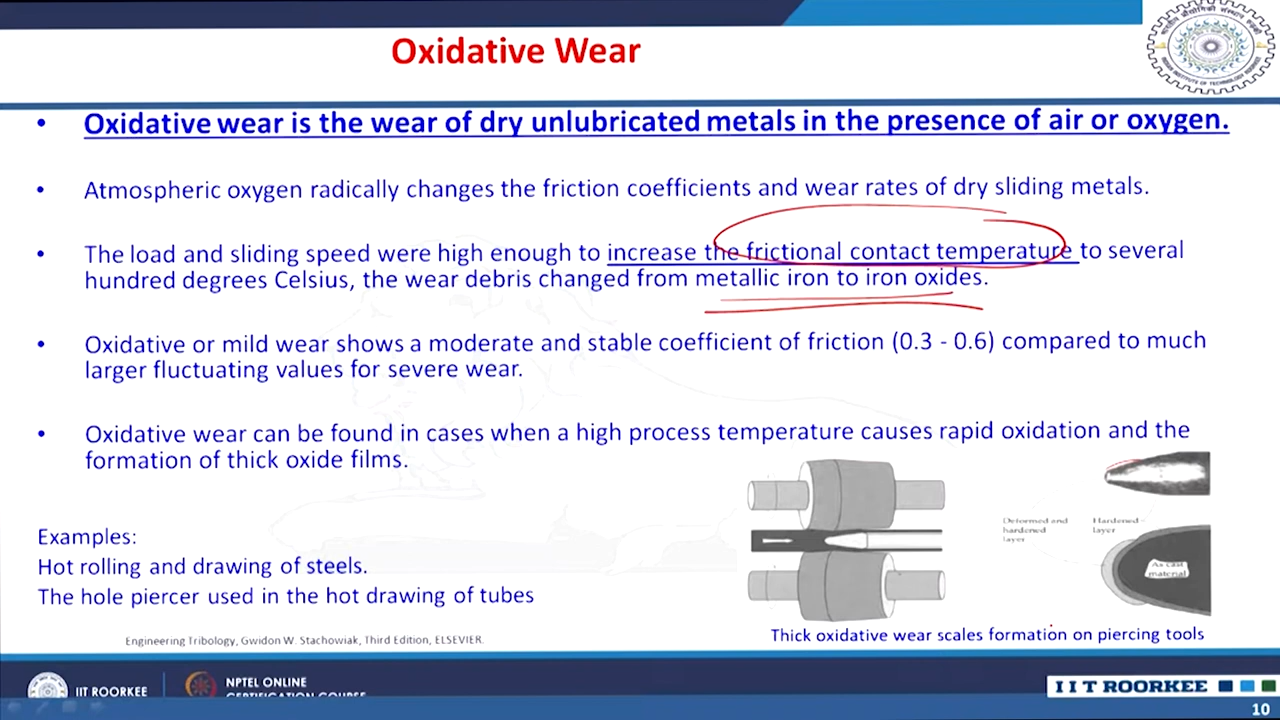 Oxidative Wear
• Oxidative wear is the wear of dry unlubricated metals in the presence of air or oxygen.
• Atmospheric oxygen radically changes the friction coefficients and wear rates of dry sliding metals.
• The load and sliding speed were high enough to increase the frictional contact temperature to several
hundred degrees Celsius, the wear debris changed from metallic iron to iron oxides.
• Oxidative or mild wear shows a moderate and stable coefficient of friction (0.3 - 0.6) compared to much
larger fluctuating values for severe wear.
• Oxidative wear can be found in cases when a high process temperature causes rapid oxidation and the
formation of thick oxide films.
Deformed and
hardened
layer
Hardened
layer
As cast
material
Examples:
Hot rolling and drawing of steels.
The hole piercer used in the hot drawing of tubes
Thick oxidative wear scales formation on piercing tools
Engineering Tribology, Gwidon W. Stachowiak, Third Edition, ELSEVIER.
IIT ROORKEE
NPTEL ONLINE
CERTIFICATION COURSE
IIT ROORKEE
10